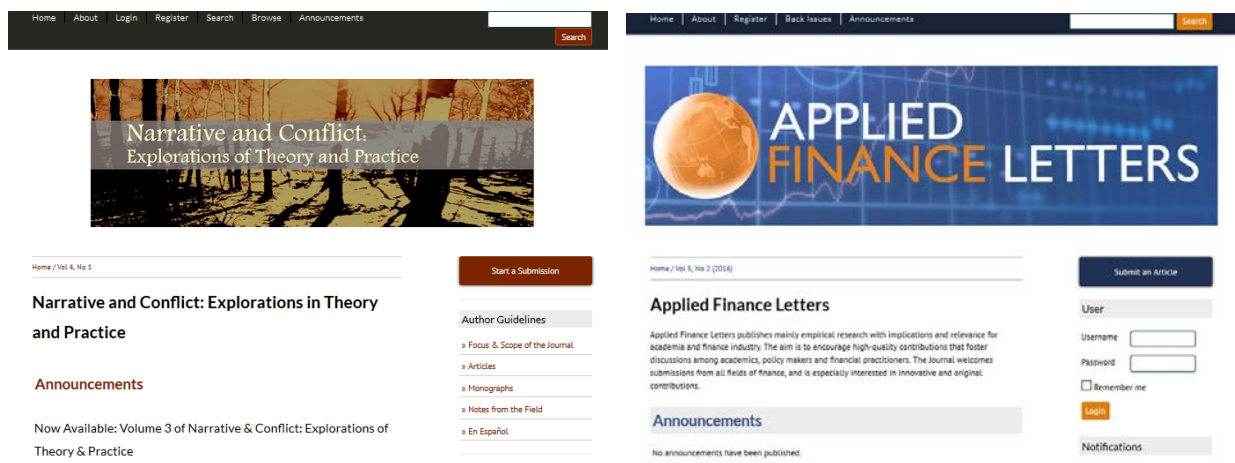 Home About Login Register Search Browse Announcements
Search
Narrative and Conflict:
Explorations of Theory and Practice
Home / Vol 4, No 1
Narrative and Conflict: Explorations in Theory
and Practice
Announcements
Now Available: Volume 3 of Narrative & Conflict: Explorations of
Theory & Practice
Start a Submission
Author Guidelines
» Focus & Scope of the Journal
» Articles
» Monographs
» Notes from the Field
» En Español
Home About Register Back Issues Announcements
Search
APPLIED
FINANCE LETTERS
Home / Vol 5, No 2 (2016)
Applied Finance Letters
Applied Finance Letters publishes mainly empirical research with implications and relevance for
academia and finance industry. The aim is to encourage high-quality contributions that foster
discussions among academics, policy makers and financial practitioners. The Journal welcomes
submissions from all fields of finance, and is especially interested in innovative and original
contributions.
Announcements
No announcements have been published.
Submit an Article
User
Username
Password
Remember me
Login
Notifications